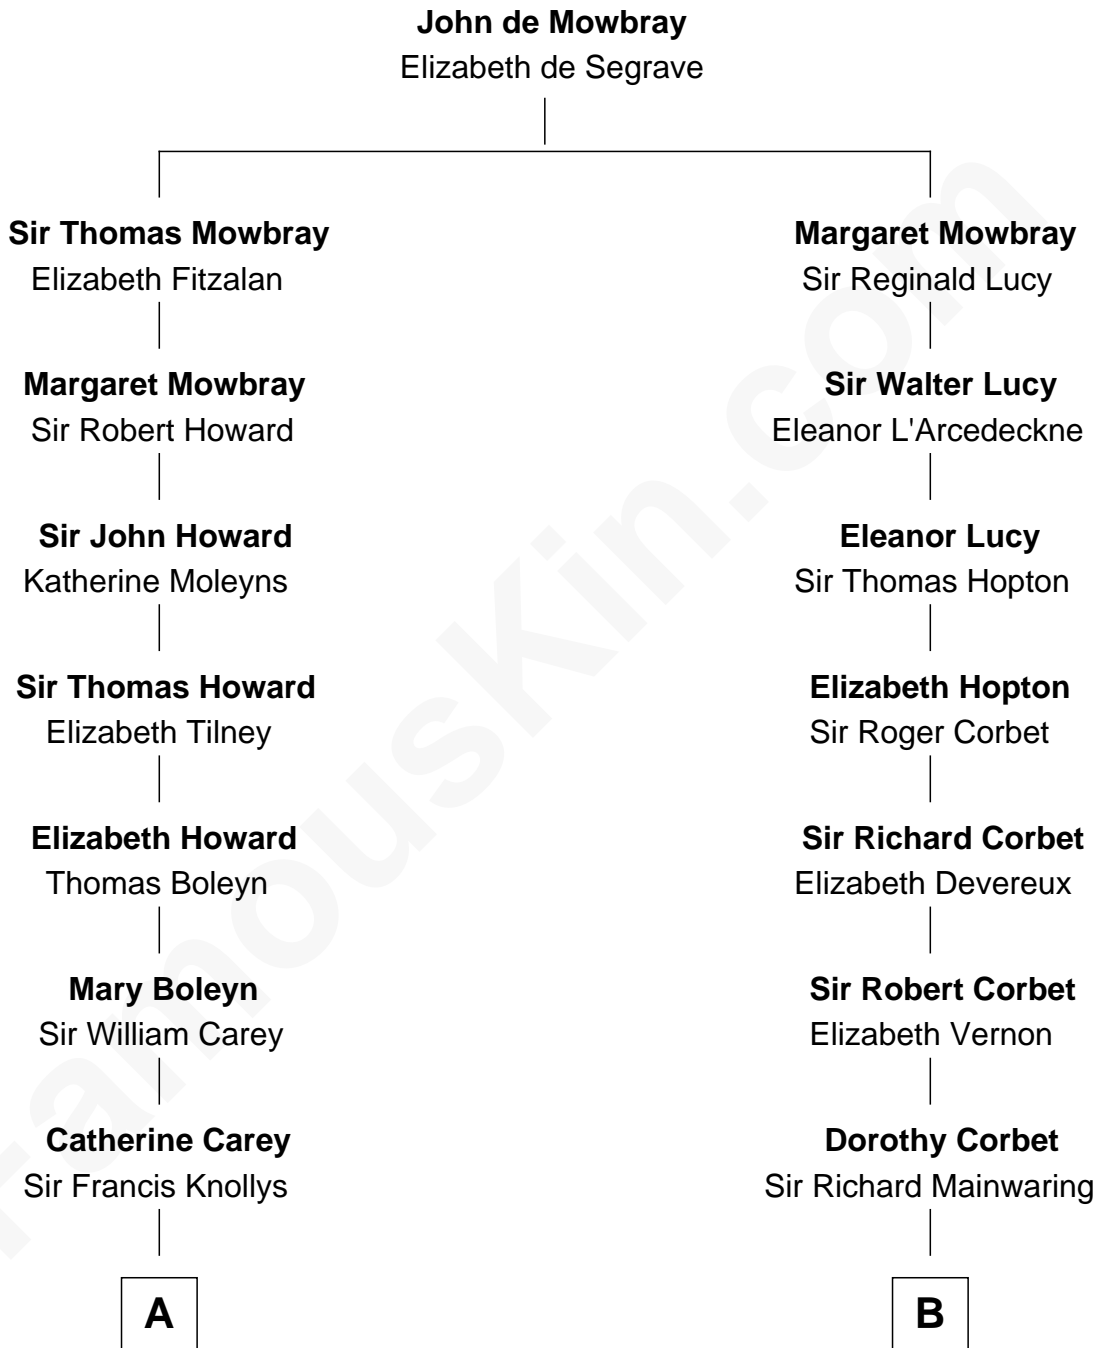 John de Mowbray
Elizabeth de Segrave
Sir Thomas Mowbray
Elizabeth Fitzalan
Margaret Mowbray
Sir Robert Howard
Sir John Howard
Katherine Moleyns
Sir Thomas Howard
Elizabeth Tilney
Elizabeth Howard
Thomas Boleyn
Mary Boleyn
Sir William Carey
Catherine Carey
Sir Francis Knollys
A
Margaret Mowbray
Sir Reginald Lucy
Sir Walter Lucy
Eleanor L'Arcedeckne
Eleanor Lucy
Sir Thomas Hopton
Elizabeth Hopton
Sir Roger Corbet
Sir Richard Corbet
Elizabeth Devereux
Sir Robert Corbet
Elizabeth Vernon
Dorothy Corbet
Sir Richard Mainwaring
B
FamousKin.com